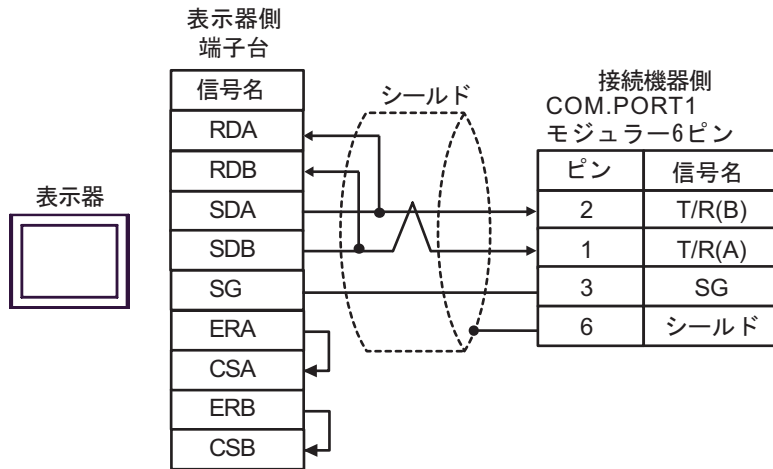 表示器側
端子台
信号名
RDA
RDB
SDA
SDB
SG
ERA
CSA
ERB
CSB
表示器
シールド
接続機器側
COM.PORT1
モジュラー6ピン
ピン 信号名
2 T/R(B)
1 T/R(A)
3 SG
6 シールド